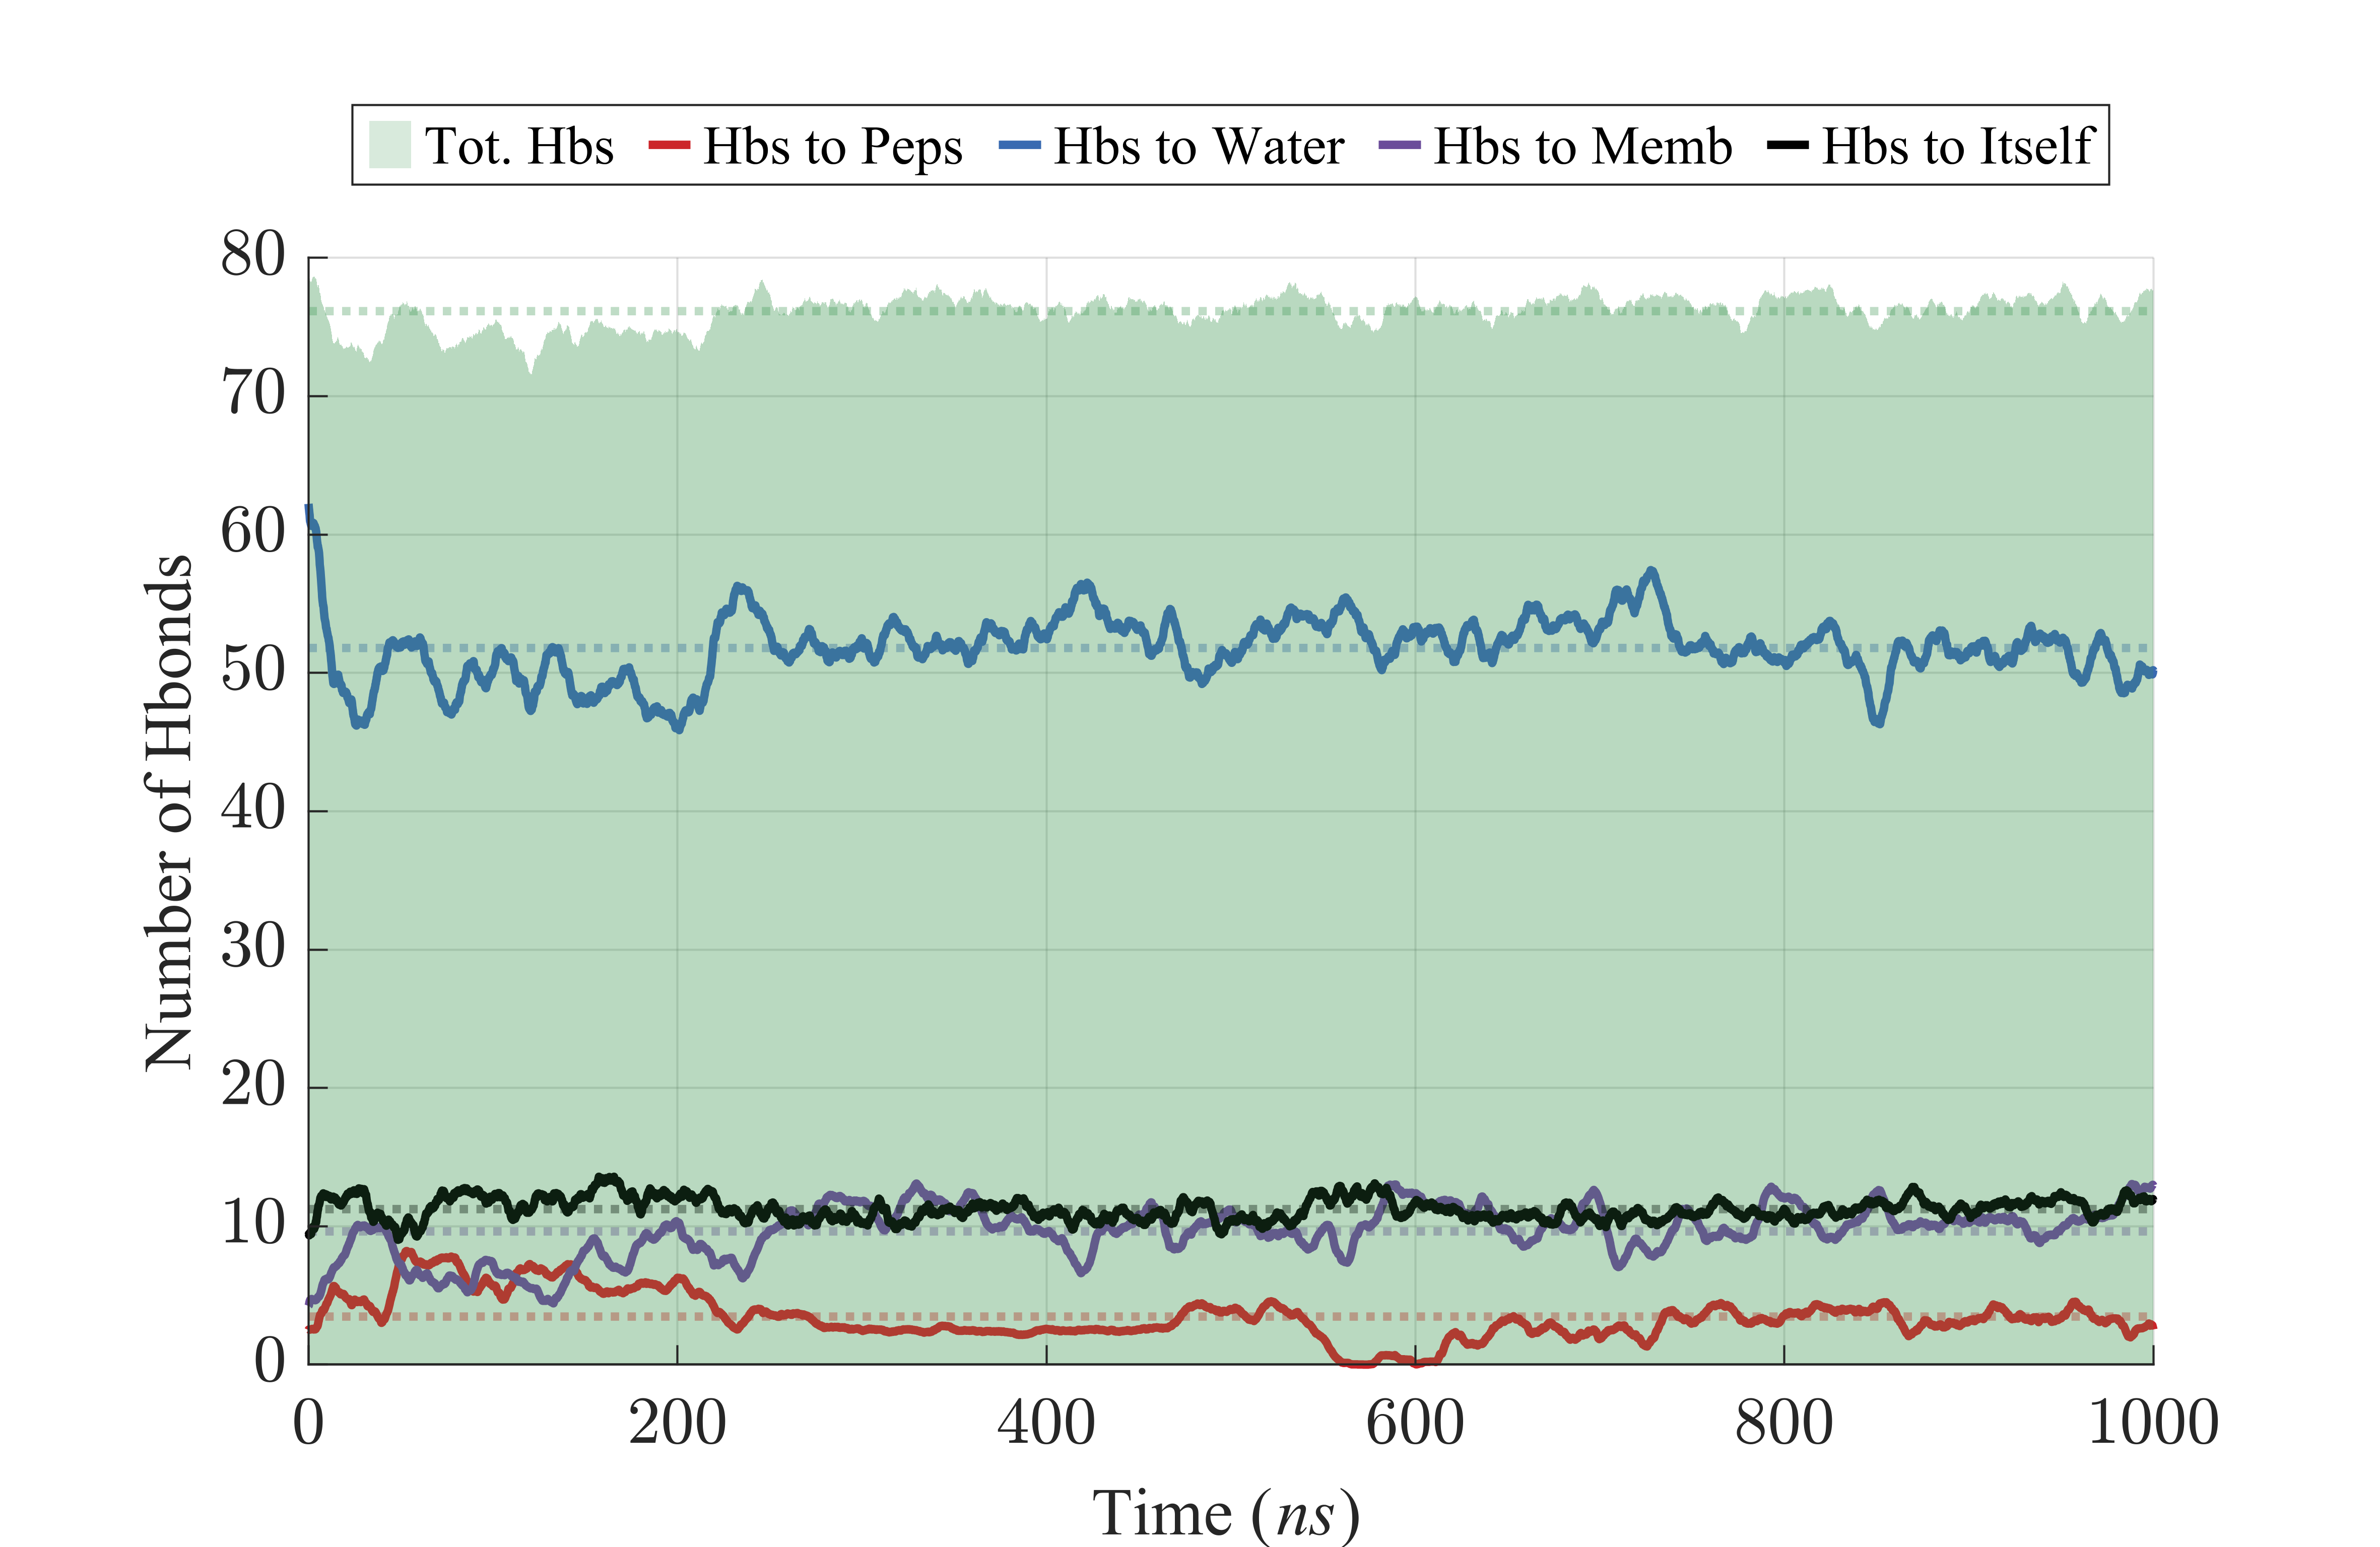 Tot. Hbs Hbs to Peps Hbs to Water Hbs to Memb Hbs to Itself
80
70
60
50
40
30
20
10
0
Number of Hbonds
0 200 400 600 800 1000
Time (ns)